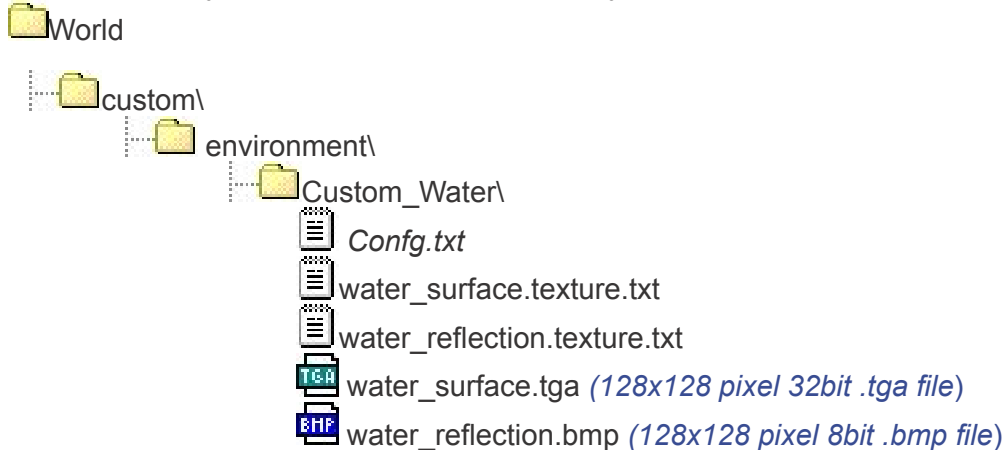 World
custom\
environment\
Custom_Water\
Confg.txt
water_surface.texture.txt
water_reflection.texture.txt
TGA water_surface.tga (128x128 pixel 32bit .tga file)
BMP water_reflection.bmp (128x128 pixel 8bit .bmp file)